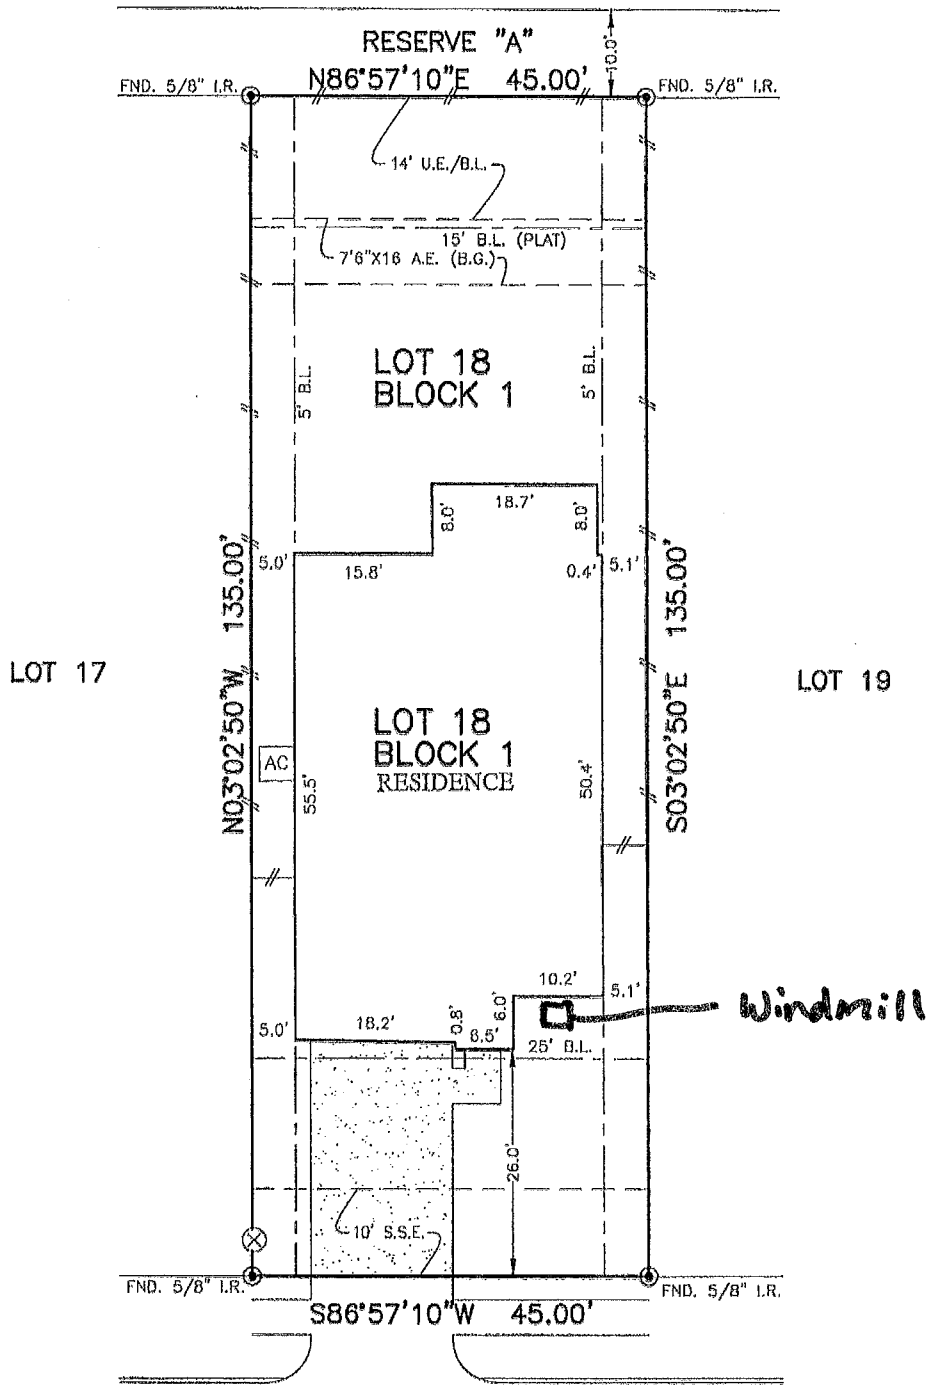 RESERVE "A"
10.0'
FND. 5/8" I.R.
N86°57'10"E 45.00'
FND. 5/8" I.R.
14' U.E./B.L.
15' B.L. (PLAT)
7'6"X16 A.E. (B.G.)
LOT 18
BLOCK 1
5' B.L.
5' B.L.
18.7'
8.0'
8.0'
5.0'
15.8'
0.4'
5.1'
N03°02'50"W 135.00'
S03°02'50"E 135.00'
LOT 17
LOT 19
LOT 18
BLOCK 1
RESIDENCE
AC
55.5'
50.4'
10.2'
5.1'
Windmill
6.0'
5.0'
18.2'
0.8'
6.5'
25' B.L.
26.0'
10' S.S.E.
FND. 5/8" I.R.
FND. 5/8" I.R.
S86°57'10"W 45.00'